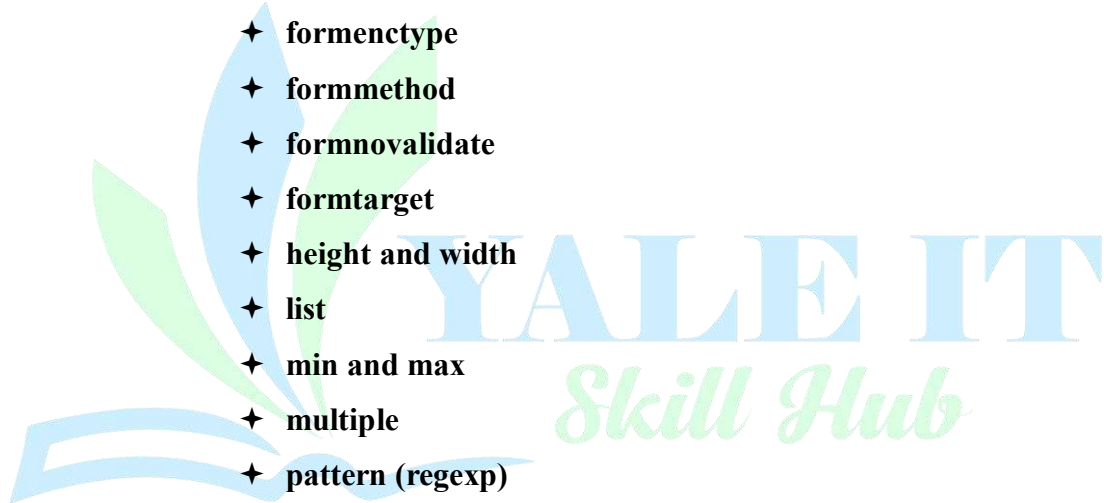 ✦ formenctype
✦ formmethod
✦ formnovalidate
✦ formtarget
✦ height and width
✦ list
✦ min and max
✦ multiple
✦ pattern (regexp)
YALE IT
Skill Hub